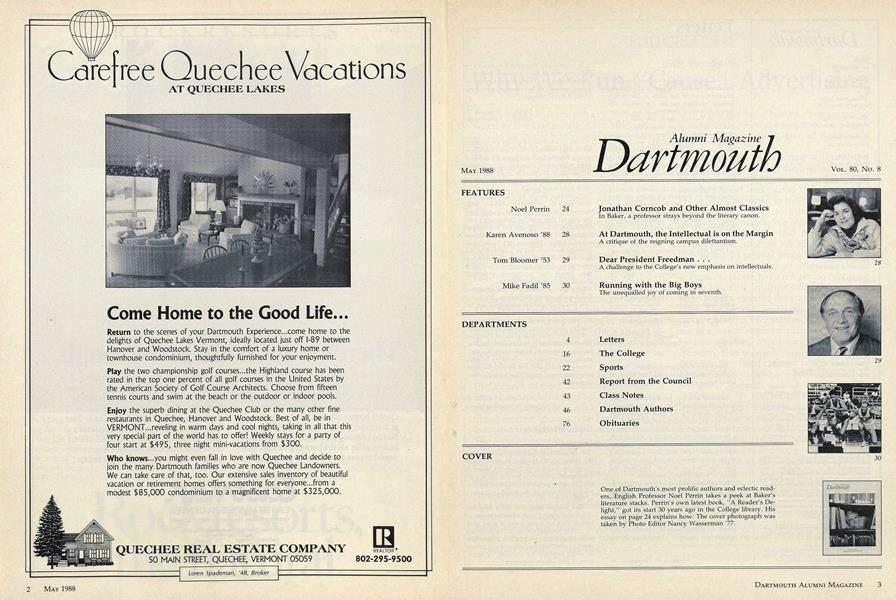 Carefree Quechee Vacations
AT QUECHEE LAKES
Come Home to the Good Life...
Return to the scenes of your Dartmouth Experience...come home to the
delights of Quechee Lakes Vermont, ideally located just off I-89 between
Hanover and Woodstock. Stay in the comfort of a luxury home or
townhouse condominium, thoughtfully furnished for your enjoyment.
Play the two championship golf courses...the Highland course has been
rated in the top one percent of all golf courses in the United States by
the American Society of Golf Course Architects. Choose from fifteen
tennis courts and swim at the beach or the outdoor or indoor pools.
Enjoy the superb dining at the Quechee Club or the many other fine
restaurants in Quechee, Hanover and Woodstock. Best of all, be in
VERMONT...reveling in warm days and cool nights, taking in all that this
very special part of the world has to offer! Weekly stays for a party of
four start at $495, three night mini-vacations from $300.
Who knows...you might even fall in love with Quechee and decide to
join the many Dartmouth families who are now Quechee Landowners.
We can take care of that, too. Our extensive sales inventory of beautiful
vacation or retirement homes offers something for everyone...from a
modest $85,000 condominium to a magnificent home at $325,000.
QUECHEE REAL ESTATE COMPANY
50 MAIN STREET, QUECHEE, VERMONT 05059
R
REALTOR®
802-295-9500
Loren Spademan, '48, Broker
2 MAY 1988
Alumni Magazine
Dartmouth
MAY 1988
VOL. 80, No. 8
FEATURES
Noel Perrin 24 Jonathan Corncob and Other Almost Classics
In Baker, a professor strays beyond the literary canon.
Karen Avenoso '88 28 At Dartmouth, the Intellectual is on the Margin
A critique of the reigning campus dilettantism.
Tom Bloomer '53 29 Dear President Freedman . . .
A challenge to the College's new emphasis on intellectuals.
Mike Fadil '85 30 Running with the Big Boys
The unequalled joy of coming in seventh.
28
29
30
DEPARTMENTS
4 Letters
16 The College
22 Sports
42 Report from the Council
43 Class Notes
46 Dartmouth Authors
76 Obituaries
COVER
One of Dartmouth's most prolific authors and eclectic read-
ers, English Professor Noel Perrin takes a peek at Baker's
literature stacks. Perrin's own latest book, "A Reader's De-
light," got its start 30 years ago in the College library. His
essay on page 24 explains how. The cover photograph was
taken by Photo Editor Nancy Wasserman '77.
Dartmouth
DARTMOUTH ALUMNI MAGAZINE 3